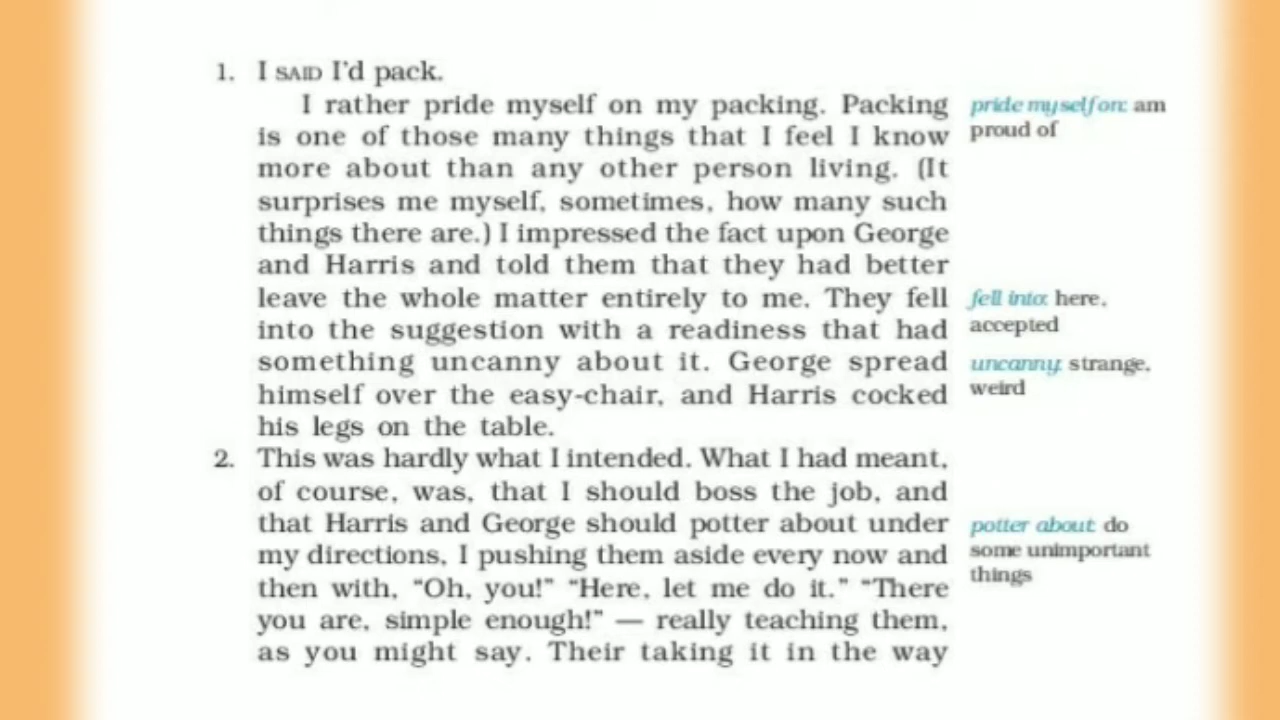 1. I SAID I'd pack.
I rather pride myself on my packing. Packing
is one of those many things that I feel I know
more about than any other person living. (It
surprises me myself, sometimes, how many such
things there are.) I impressed the fact upon George
and Harris and told them that they had better
leave the whole matter entirely to me. They fell
into the suggestion with a readiness that had
something uncanny about it. George spread
himself over the easy-chair, and Harris cocked
his legs on the table.
2. This was hardly what I intended. What I had meant,
of course, was, that I should boss the job, and
that Harris and George should potter about under
my directions, I pushing them aside every now and
then with, “Oh, you!” “Here, let me do it.” “There
you are, simple enough!” — really teaching them,
as you might say. Their taking it in the way
pride myself on: am
proud of
fell into: here,
accepted
uncanny: strange,
weird
potter about: do
some unimportant
things